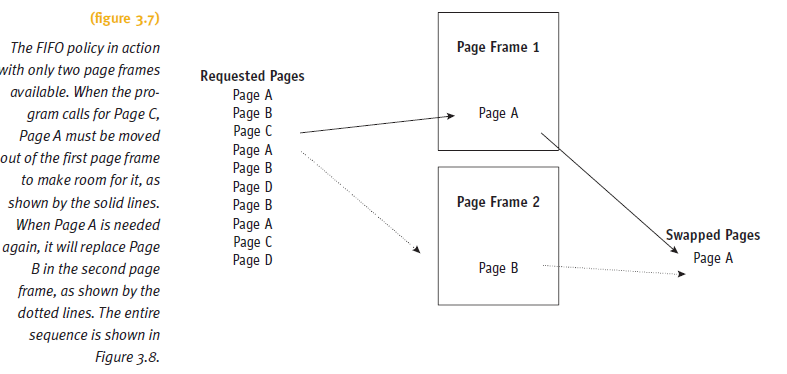 (figure 3.7)
The FIFO policy in action
with only two page frames
available. When the pro-
gram calls for Page C,
Page A must be moved
out of the first page frame
to make room for it, as
shown by the solid lines.
When Page A is needed
again, it will replace Page
B in the second page
frame, as shown by the
dotted lines. The entire
sequence is shown in
Figure 3.8.
Requested Pages
Page A
Page B
Page C
Page A
Page B
Page D
Page B
Page A
Page C
Page D
Page Frame 1
Page A
Page Frame 2
Page B
Swapped Pages
Page A